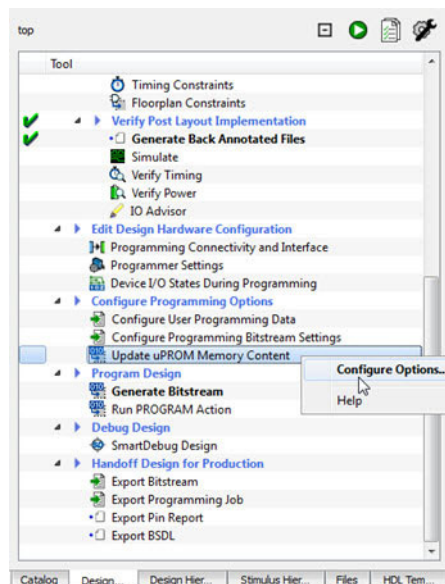 top
Tool
Timing Constraints
Floorplan Constraints
Verify Post Layout Implementation
Generate Back Annotated Files
Simulate
Verify Timing
Verify Power
IO Advisor
Edit Design Hardware Configuration
Programming Connectivity and Interface
Programmer Settings
Device I/O States During Programming
Configure Programming Options
Configure User Programming Data
Configure Programming Bitstream Settings
Update uPROM Memory Content
Configure Options...
Program Design
Help
Generate Bitstream
Run PROGRAM Action
Debug Design
SmartDebug Design
Handoff Design for Production
Export Bitstream
Export Programming Job
Export Pin Report
Export BSDL
Catalog Design... Design Hier... Stimulus Hier... Files HDL Tem...